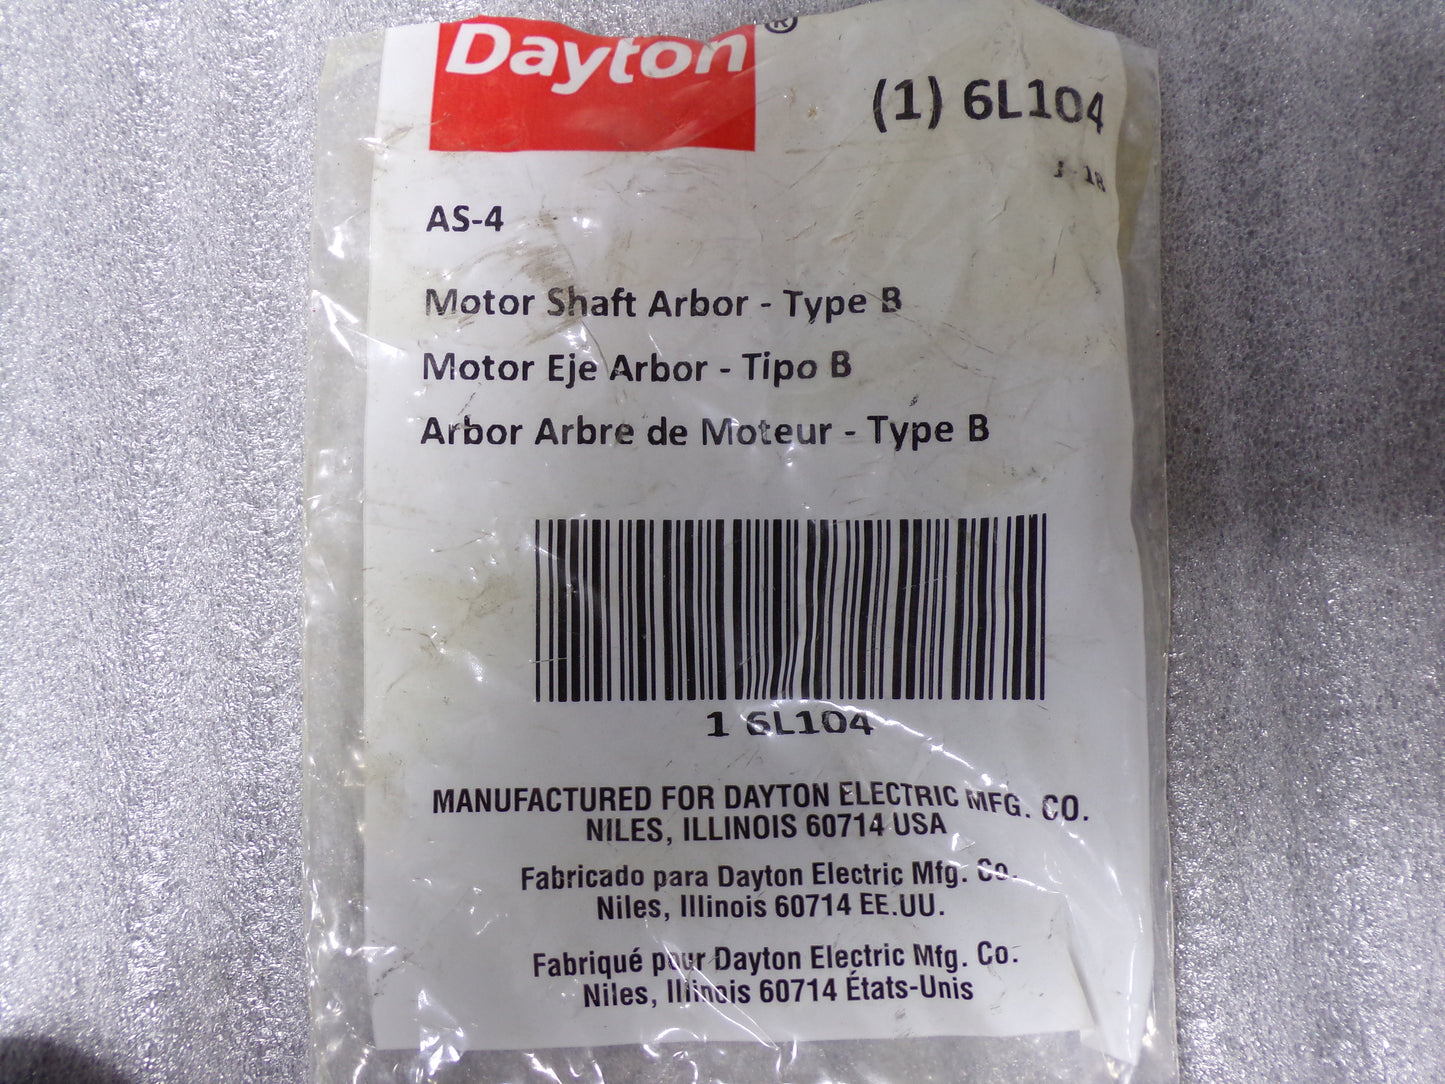 Dayton®
(1) 6L104
AS-4
Motor Shaft Arbor - Type B
Motor Eje Arbor - Tipo B
Arbor Arbre de Moteur - Type B
1 6L104
MANUFACTURED FOR DAYTON ELECTRIC MFG. CO.
NILES, ILLINOIS 60714 USA
Fabricado para Dayton Electric Mfg. Co.
Niles, Illinois 60714 EE.UU.
Fabriqué pour Dayton Electric Mfg. Co.
Niles, Illinois 60714 États-Unis